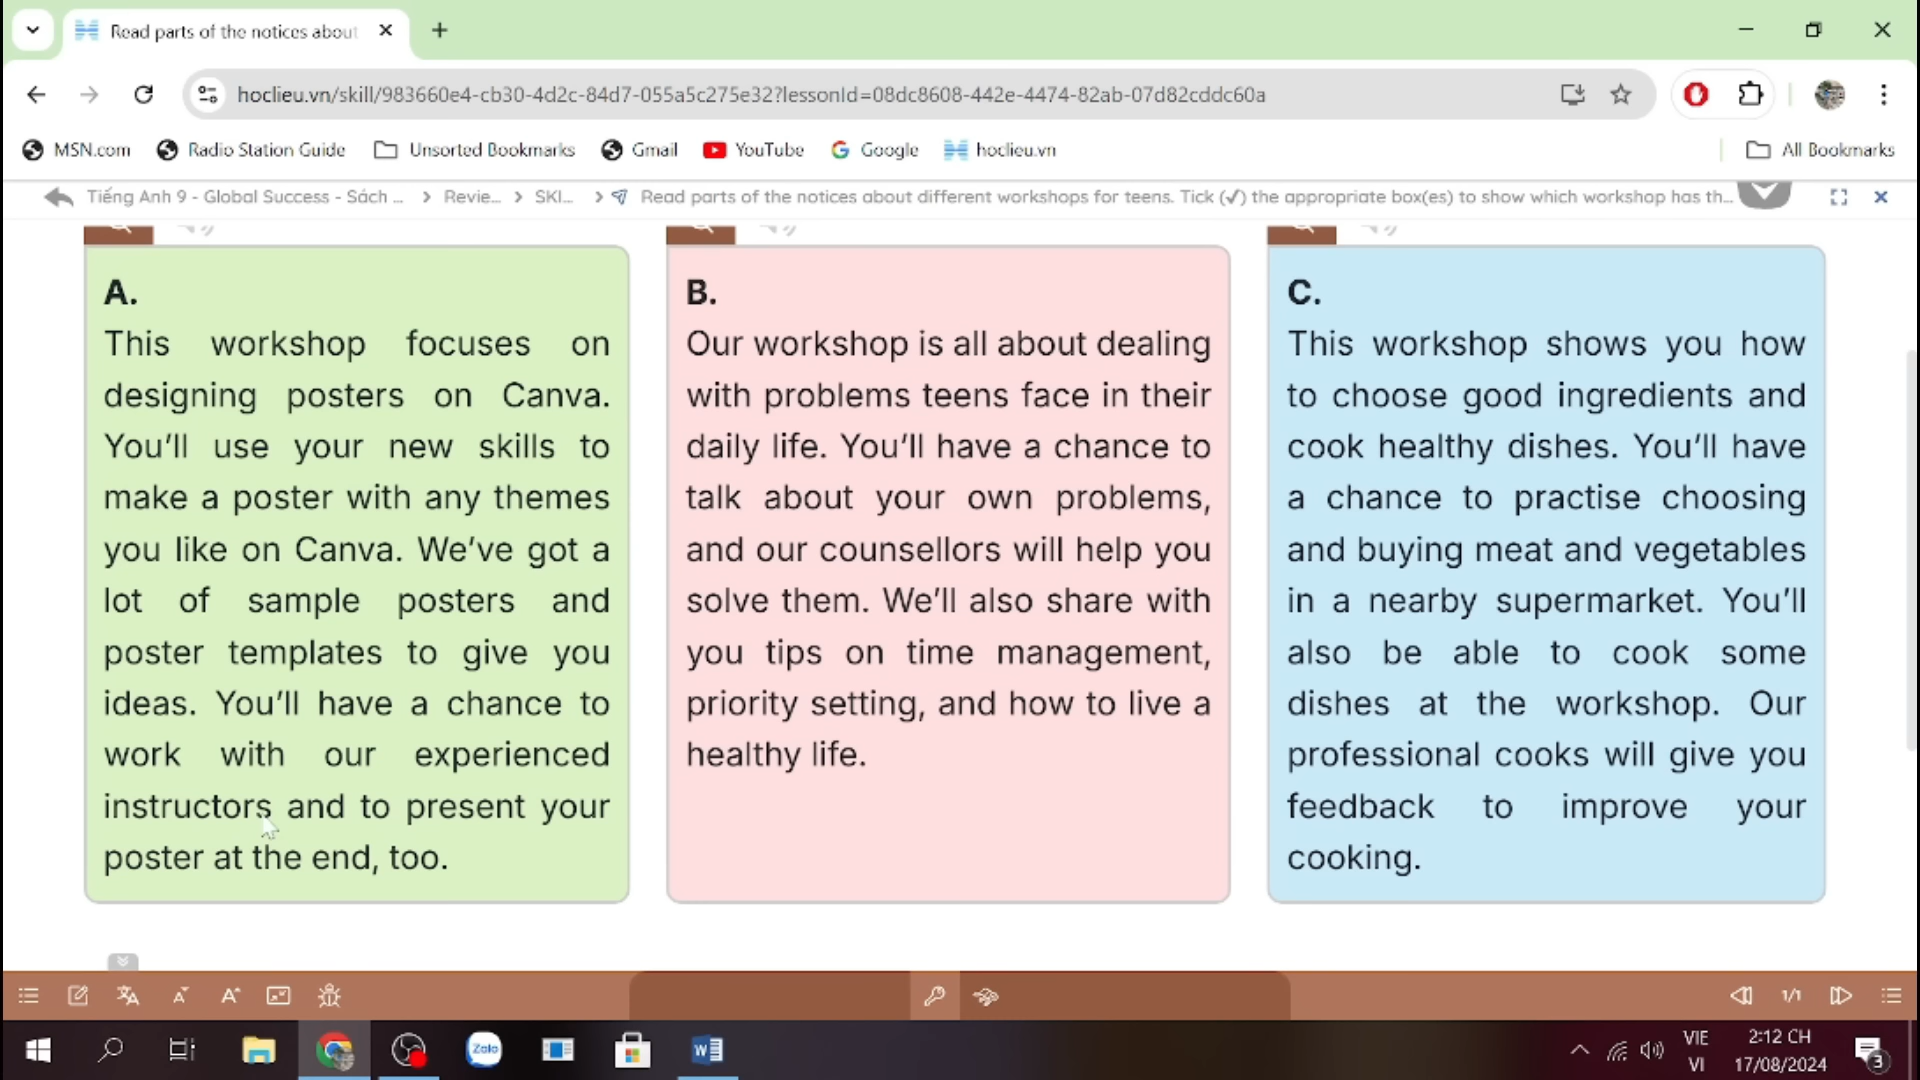 Read parts of the notices about
hoclieu.vn/skill/983660e4-cb30-4d2c-84d7-055a5c275e32?lessonId=08dc8608-442e-4474-82ab-07d82cddc60a
MSN.com Radio Station Guide Unsorted Bookmarks Gmail YouTube Google hoclieu.vn All Bookmarks
Tiếng Anh 9 - Global Success - Sách ... > Revie... > SKI... > Read parts of the notices about different workshops for teens. Tick (✓) the appropriate box(es) to show which workshop has th...
A.
This workshop focuses on
designing posters on Canva.
You'll use your new skills to
make a poster with any themes
you like on Canva. We've got a
lot of sample posters and
poster templates to give you
ideas. You'll have a chance to
work with our experienced
instructors and to present your
poster at the end, too.
B.
Our workshop is all about dealing
with problems teens face in their
daily life. You'll have a chance to
talk about your own problems,
and our counsellors will help you
solve them. We'll also share with
you tips on time management,
priority setting, and how to live a
healthy life.
C.
This workshop shows you how
to choose good ingredients and
cook healthy dishes. You'll have
a chance to practise choosing
and buying meat and vegetables
in a nearby supermarket. You'll
also be able to cook some
dishes at the workshop. Our
professional cooks will give you
feedback to improve your
cooking.
1/1
Zalo
VIE
VI
2:12 CH
17/08/2024
3